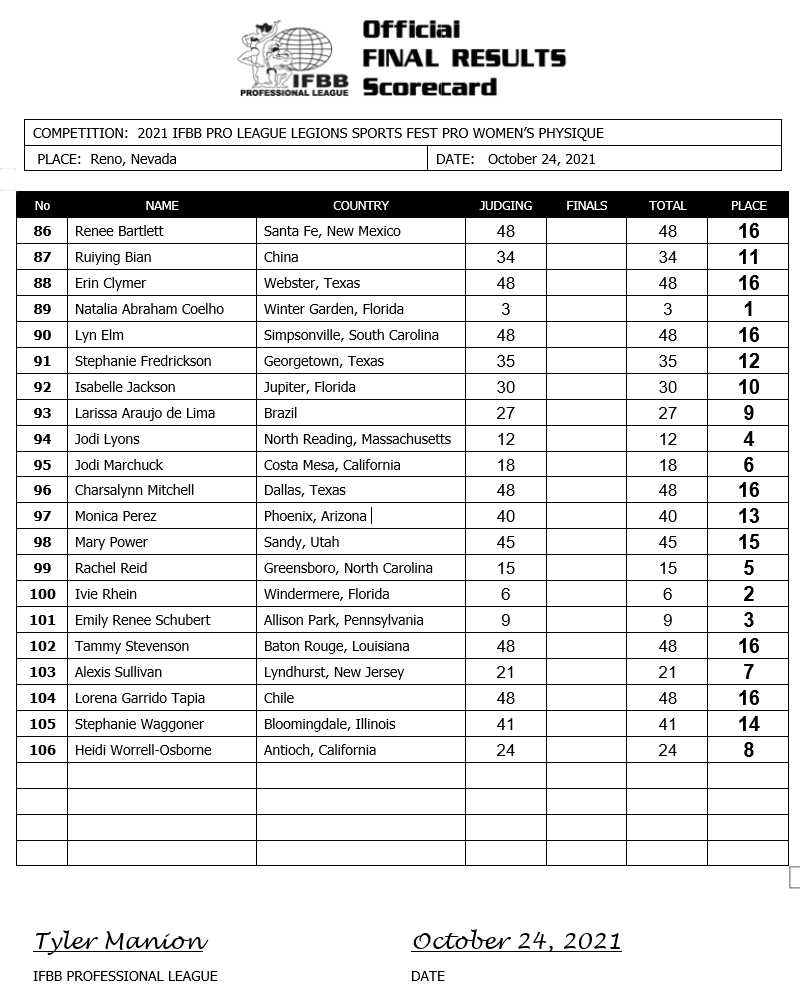 Official
FINAL RESULTS
Scorecard
IFBB
PROFESSIONAL LEAGUE
COMPETITION: 2021 IFBB PRO LEAGUE LEGIONS SPORTS FEST PRO WOMEN’S PHYSIQUE
PLACE: Reno, Nevada DATE: October 24, 2021
No NAME COUNTRY JUDGING FINALS TOTAL PLACE
86 Renee Bartlett Santa Fe, New Mexico 48 48 16
87 Ruiying Bian China 34 34 11
88 Erin Clymer Webster, Texas 48 48 16
89 Natalia Abraham Coelho Winter Garden, Florida 3 3 1
90 Lyn Elm Simpsonville, South Carolina 48 48 16
91 Stephanie Fredrickson Georgetown, Texas 35 35 12
92 Isabelle Jackson Jupiter, Florida 30 30 10
93 Larissa Araujo de Lima Brazil 27 27 9
94 Jodi Lyons North Reading, Massachusetts 12 12 4
95 Jodi Marchuck Costa Mesa, California 18 18 6
96 Charsalynn Mitchell Dallas, Texas 48 48 16
97 Monica Perez Phoenix, Arizona 40 40 13
98 Mary Power Sandy, Utah 45 45 15
99 Rachel Reid Greensboro, North Carolina 15 15 5
100 Ivie Rhein Windermere, Florida 6 6 2
101 Emily Renee Schubert Allison Park, Pennsylvania 9 9 3
102 Tammy Stevenson Baton Rouge, Louisiana 48 48 16
103 Alexis Sullivan Lyndhurst, New Jersey 21 21 7
104 Lorena Garrido Tapia Chile 48 48 16
105 Stephanie Waggoner Bloomingdale, Illinois 41 41 14
106 Heidi Worrell-Osborne Antioch, California 24 24 8
Tyler Manion October 24, 2021
IFBB PROFESSIONAL LEAGUE DATE